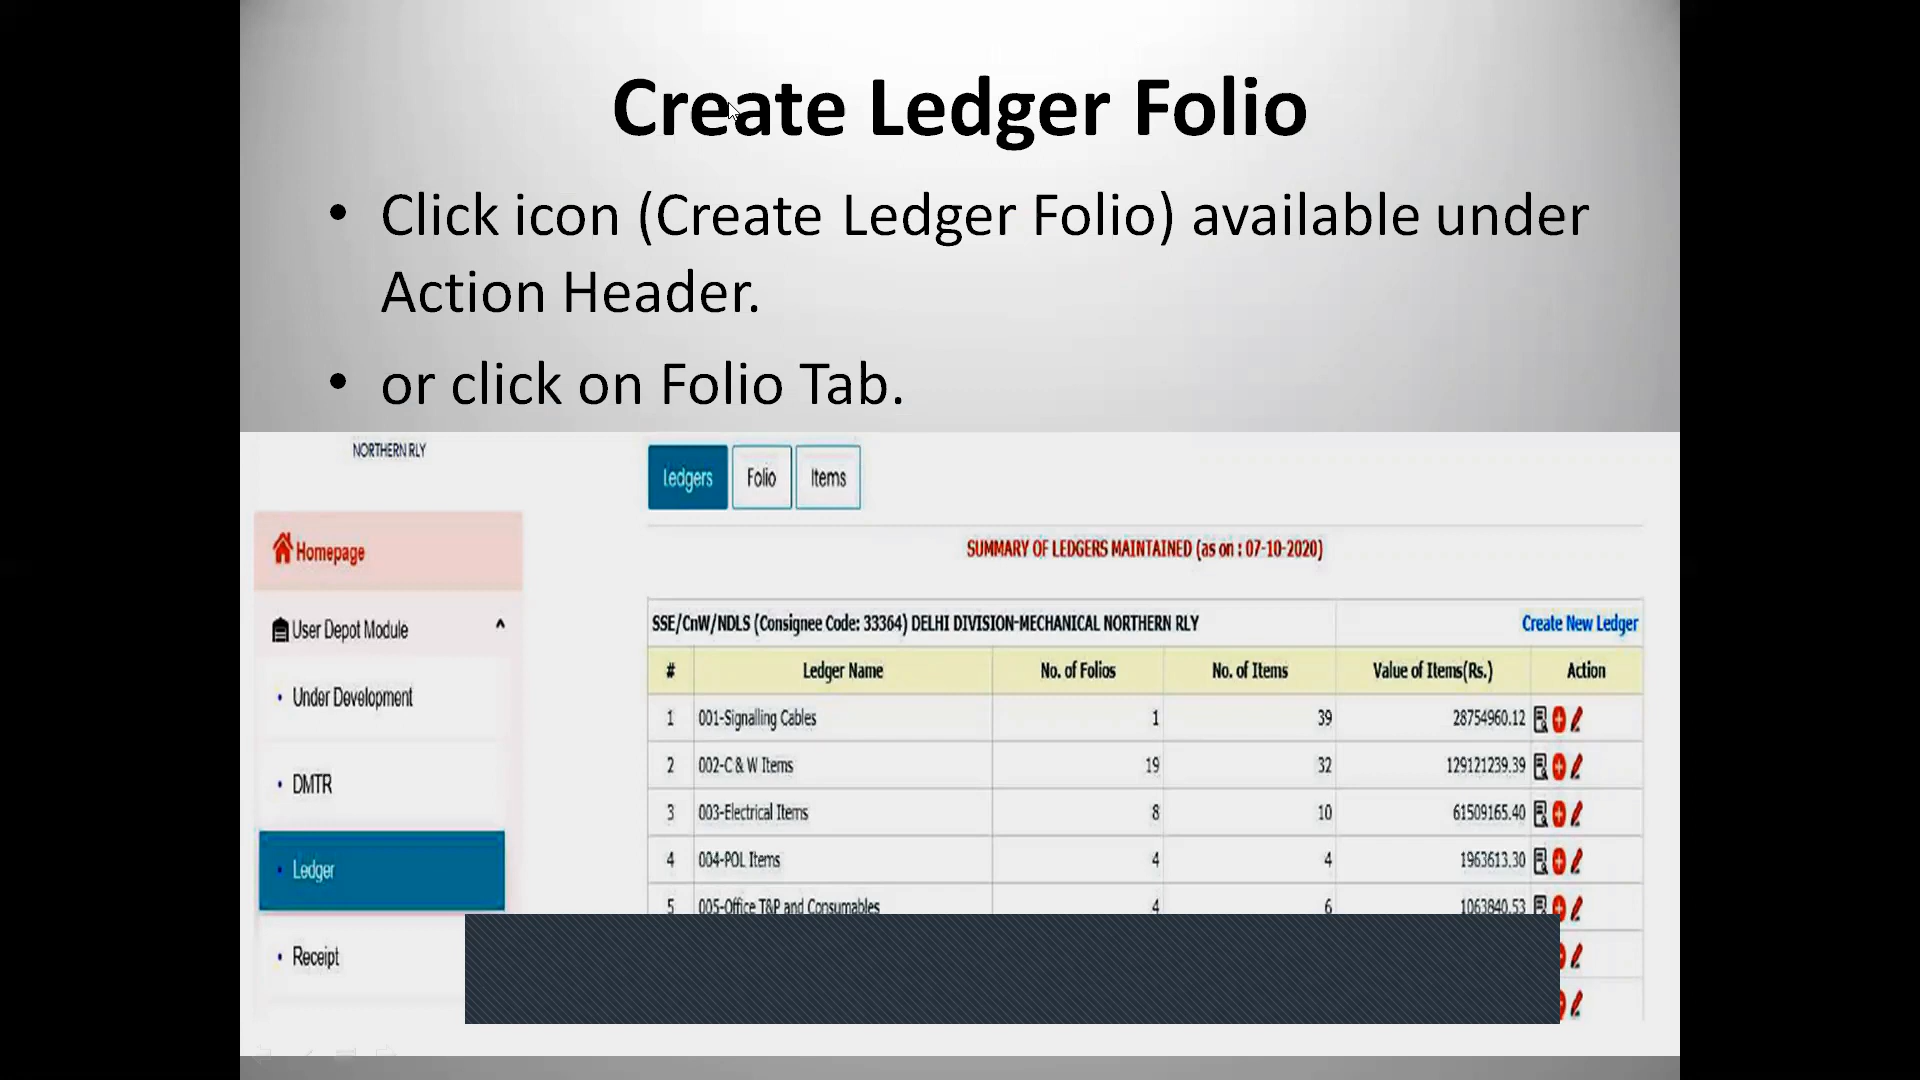 Create Ledger Folio
• Click icon (Create Ledger Folio) available under
Action Header.
• or click on Folio Tab.
NORTHERN RLY
Ledgers Folio Items
Homepage
SUMMARY OF LEDGERS MAINTAINED (as on : 07-10-2020)
User Depot Module
SSE/CnW/NDLS (Consignee Code: 33364) DELHI DIVISION-MECHANICAL NORTHERN RLY Create New Ledger
# Ledger Name No. of Folios No. of Items Value of Items(Rs.) Action
• Under Development
1 001-Signalling Cables 1 39 28754960.12
2 002-C & W Items 19 32 129121239.39
• DMTR
3 003-Electrical Items 8 10 61509165.40
• Ledger
4 004-POL Items 4 4 1963613.30
5 005-Office T&P and Consumables 4 6 1063840.53
• Receipt